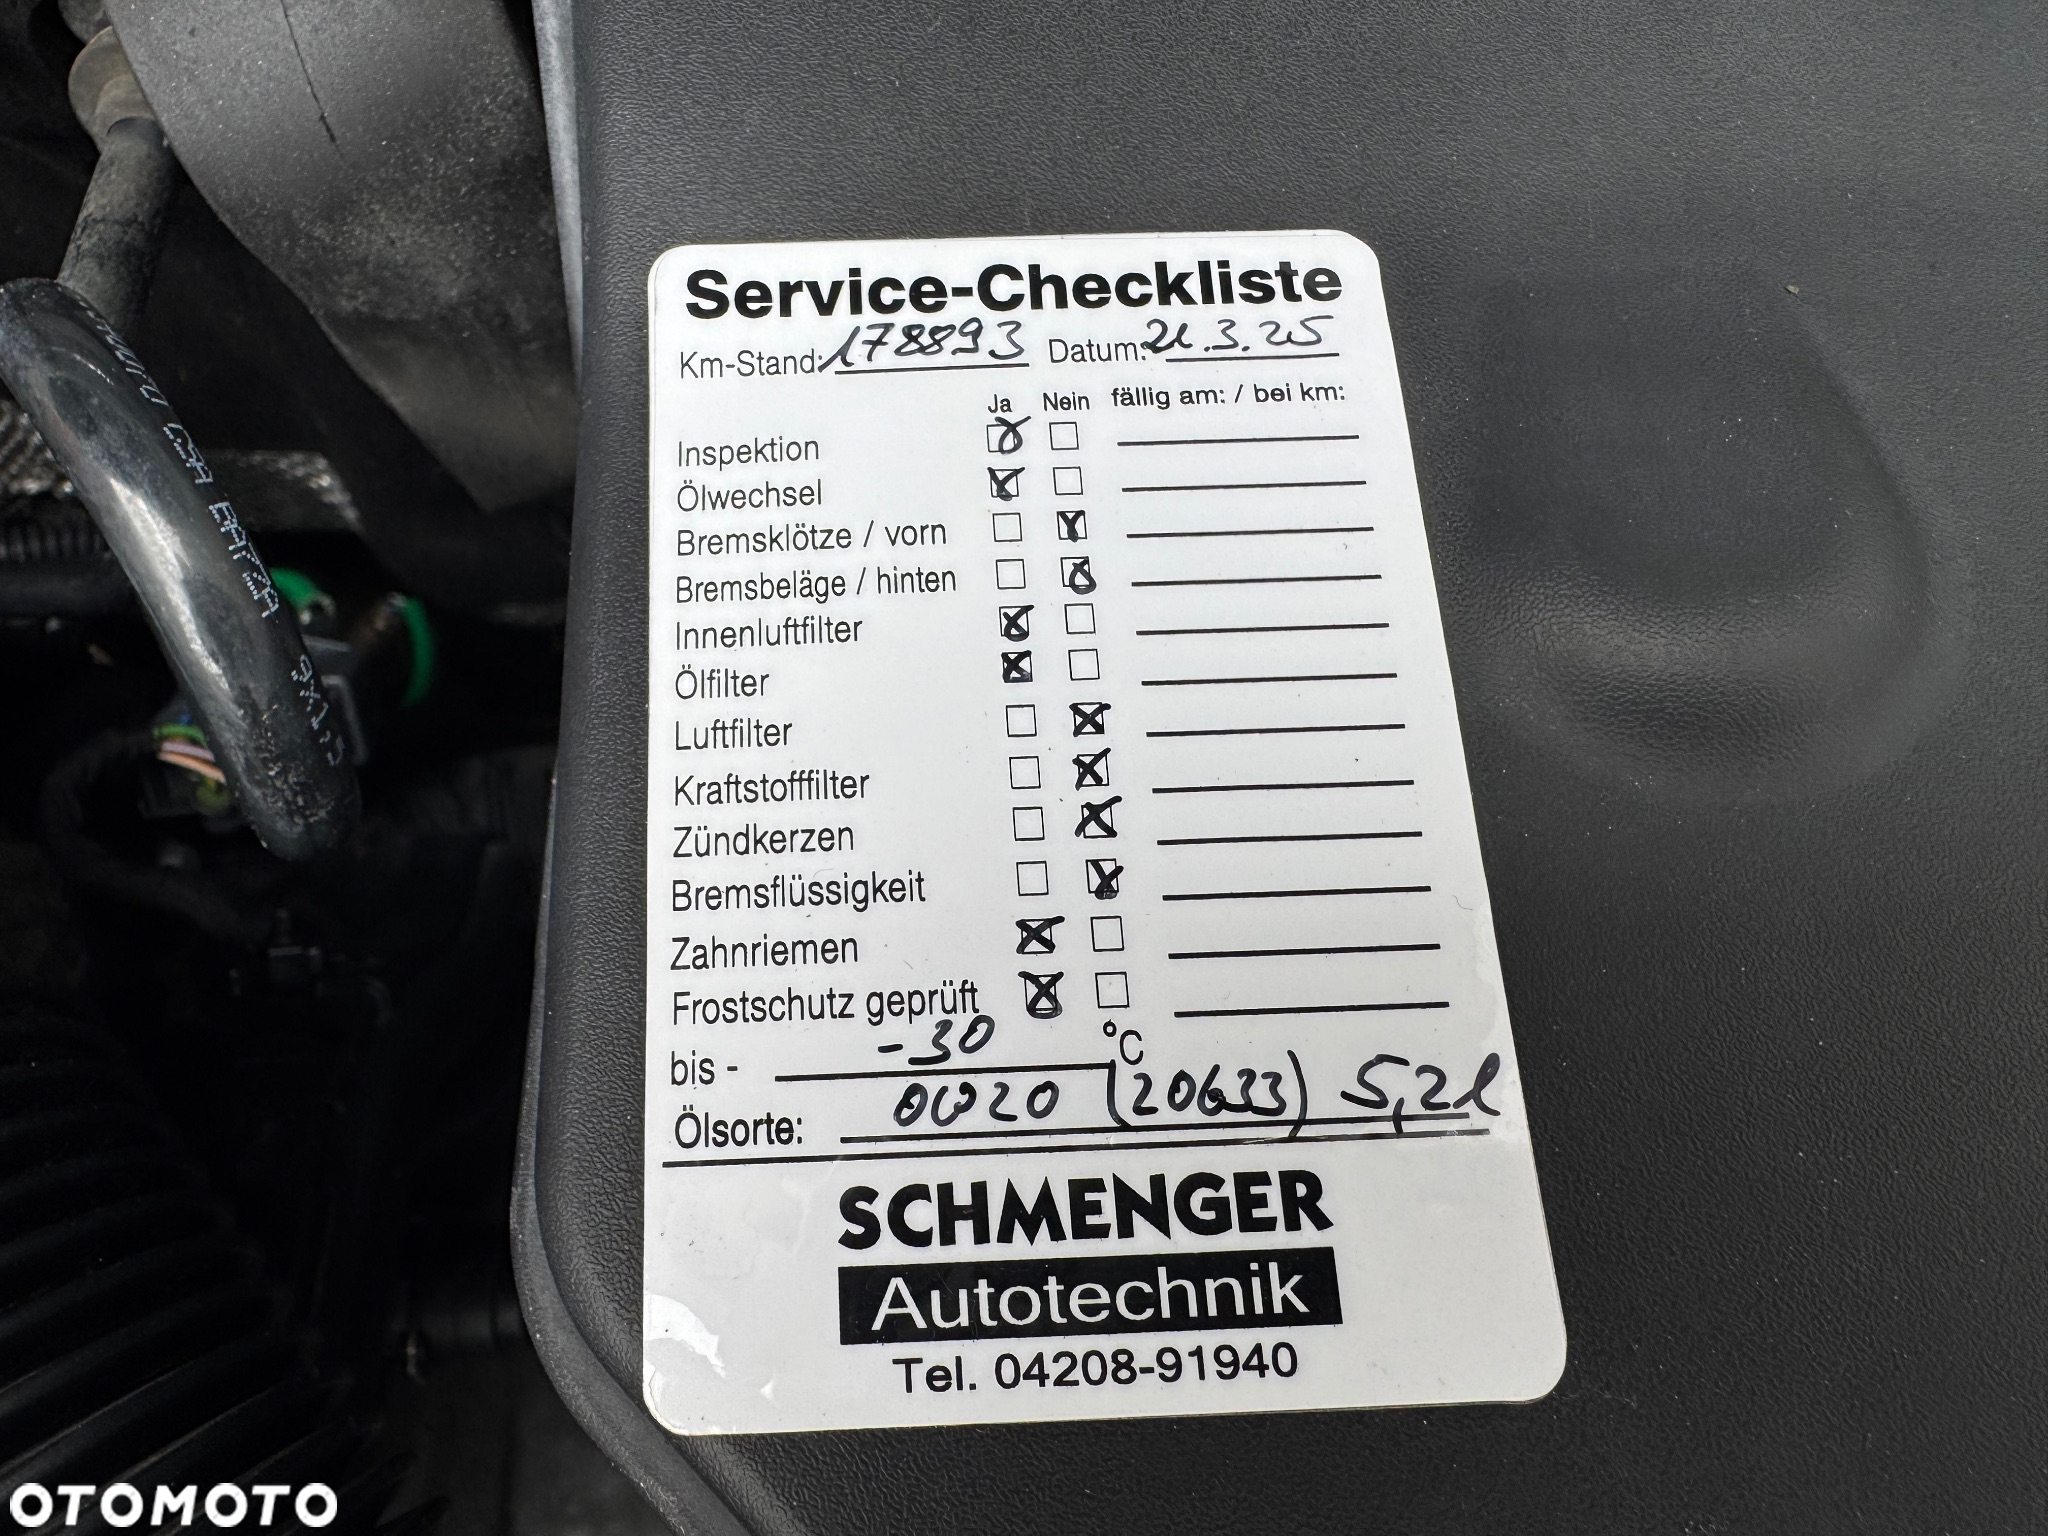 Service-Checkliste
Km-Stand: 178893 Datum: 21.3.25
Ja Nein fällig am: / bei km:
Inspektion
Ölwechsel
Bremsklötze / vorn
Bremsbeläge / hinten
Innenluftfilter
Ölfilter
Luftfilter
Kraftstofffilter
Zündkerzen
Bremsflüssigkeit
Zahnriemen
Frostschutz geprüft
bis - -30 °C
Ölsorte: 0W20 (20633) 5,2l
SCHMENGER
Autotechnik
Tel. 04208-91940
OTOMOTO